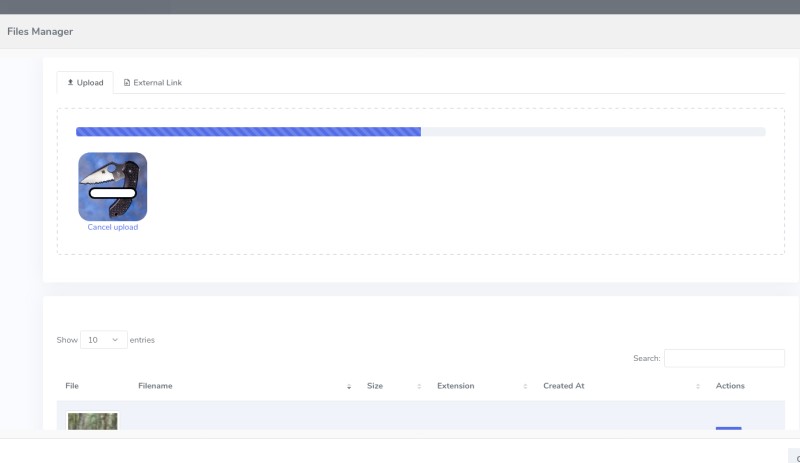 Files Manager
Upload
External Link
Cancel upload
Show 10 entries
Search:
File Filename Size Extension Created At Actions